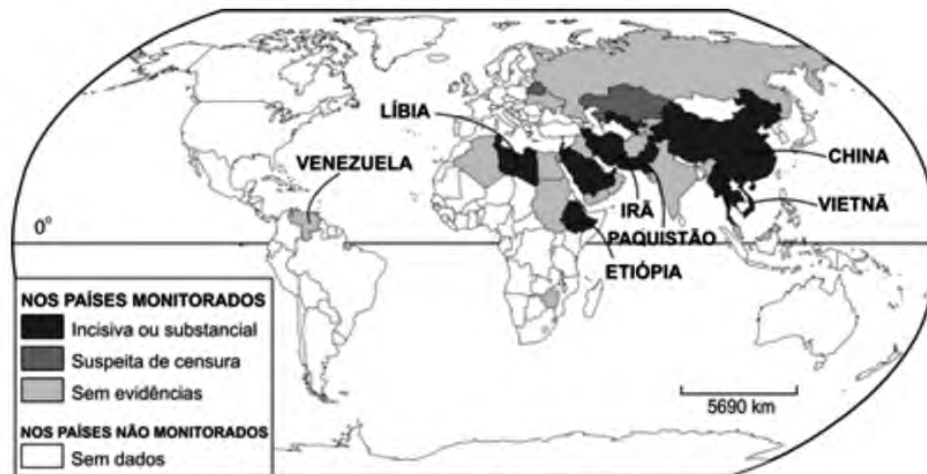 LÍBIA
VENEZUELA
CHINA
VIETNÃ
IRÃ
PAQUISTÃO
ETIÓPIA
0°
NOS PAÍSES MONITORADOS
Incisiva ou substancial
Suspeita de censura
Sem evidências
NOS PAÍSES NÃO MONITORADOS
Sem dados
5690 km